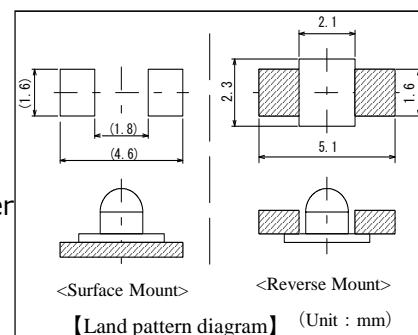 2.1
(1.6)
2.3
1.6
(1.8)
(4.6)
5.1
er
<Surface Mount>
<Reverse Mount>
【Land pattern diagram】 (Unit : mm)